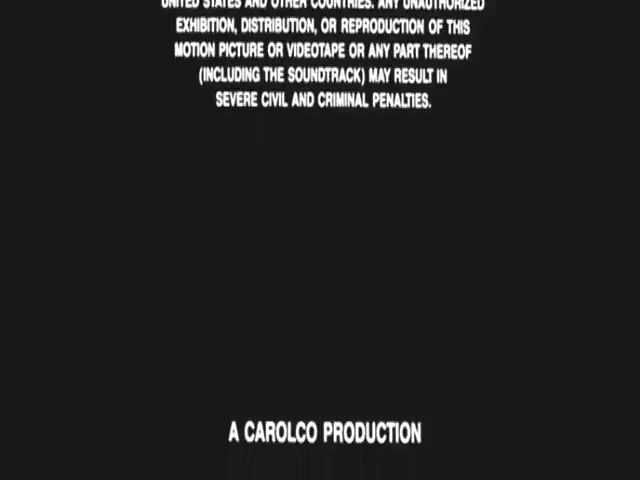 UNITED STATES AND OTHER COUNTRIES. ANY UNAUTHORIZED
EXHIBITION, DISTRIBUTION, OR REPRODUCTION OF THIS
MOTION PICTURE OR VIDEOTAPE OR ANY PART THEREOF
(INCLUDING THE SOUNDTRACK) MAY RESULT IN
SEVERE CIVIL AND CRIMINAL PENALTIES.
A CAROLCO PRODUCTION